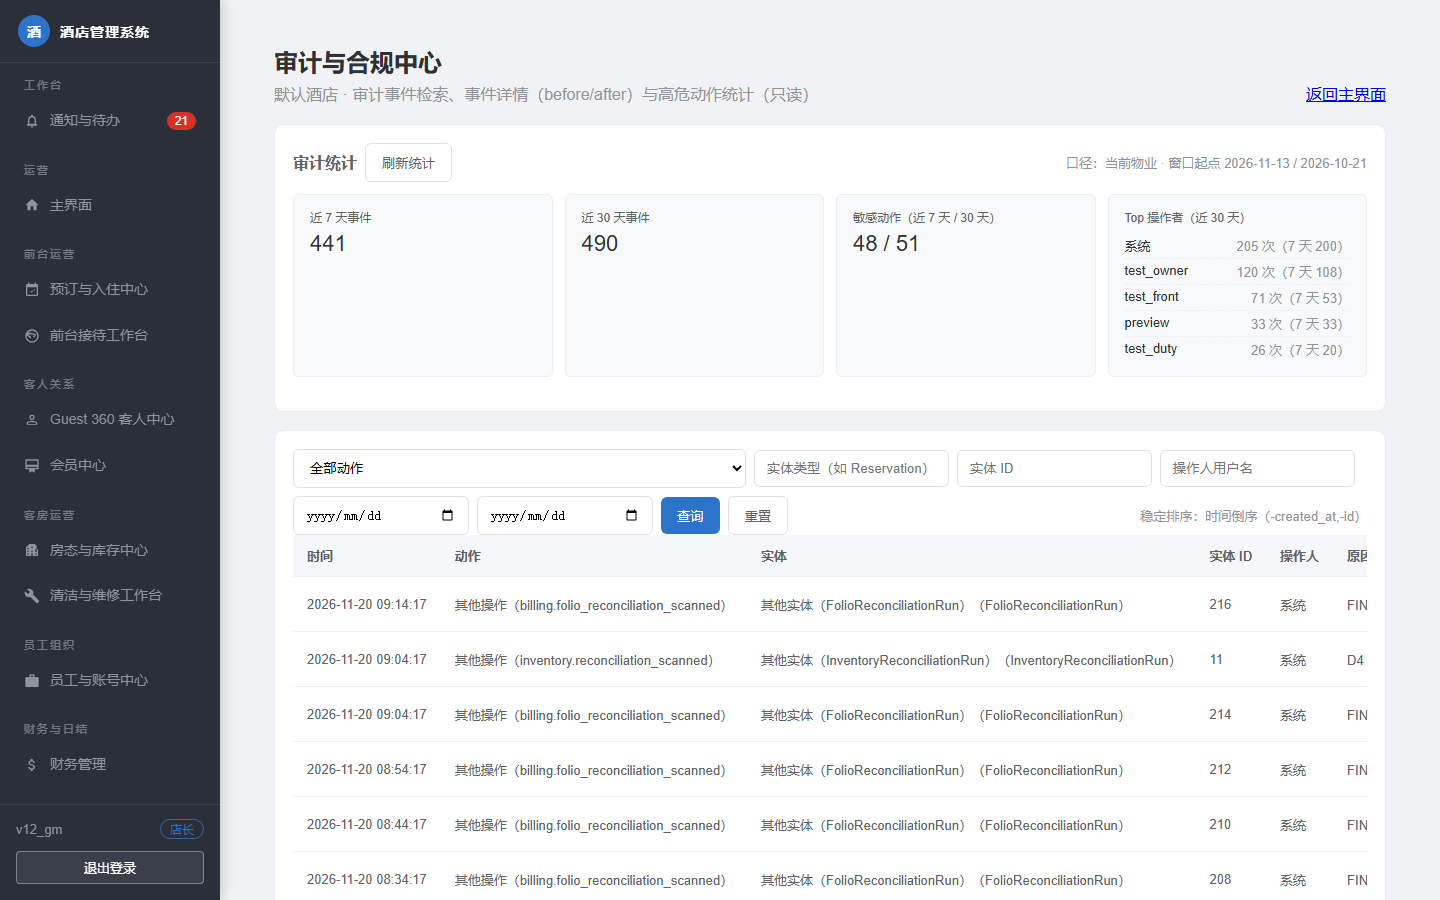 酒 酒店管理系统
工作台
通知与待办 21
运营
主界面
前台运营
预订与入住中心
前台接待工作台
客人关系
Guest 360 客人中心
会员中心
客房运营
房态与库存中心
清洁与维修工作台
员工组织
员工与账号中心
财务与日结
财务管理
v12_gm 店长
退出登录
审计与合规中心
默认酒店 · 审计事件检索、事件详情（before/after）与高危动作统计（只读）
返回主界面
审计统计 刷新统计
口径：当前物业 · 窗口起点 2026-11-13 / 2026-10-21
近 7 天事件
441
近 30 天事件
490
敏感动作（近 7 天 / 30 天）
48 / 51
Top 操作者（近 30 天）
系统 205 次（7 天 200）
test_owner 120 次（7 天 108）
test_front 71 次（7 天 53）
preview 33 次（7 天 33）
test_duty 26 次（7 天 20）
全部动作 实体类型（如 Reservation） 实体 ID 操作人用户名
yyyy/mm/dd yyyy/mm/dd 查询 重置 稳定排序：时间倒序（-created_at,-id）
时间 动作 实体 实体 ID 操作人 原因
2026-11-20 09:14:17 其他操作（billing.folio_reconciliation_scanned） 其他实体（FolioReconciliationRun）（FolioReconciliationRun） 216 系统 FIN
2026-11-20 09:04:17 其他操作（inventory.reconciliation_scanned） 其他实体（InventoryReconciliationRun）（InventoryReconciliationRun） 11 系统 D4
2026-11-20 09:04:17 其他操作（billing.folio_reconciliation_scanned） 其他实体（FolioReconciliationRun）（FolioReconciliationRun） 214 系统 FIN
2026-11-20 08:54:17 其他操作（billing.folio_reconciliation_scanned） 其他实体（FolioReconciliationRun）（FolioReconciliationRun） 212 系统 FIN
2026-11-20 08:44:17 其他操作（billing.folio_reconciliation_scanned） 其他实体（FolioReconciliationRun）（FolioReconciliationRun） 210 系统 FIN
2026-11-20 08:34:17 其他操作（billing.folio_reconciliation_scanned） 其他实体（FolioReconciliationRun）（FolioReconciliationRun） 208 系统 FIN